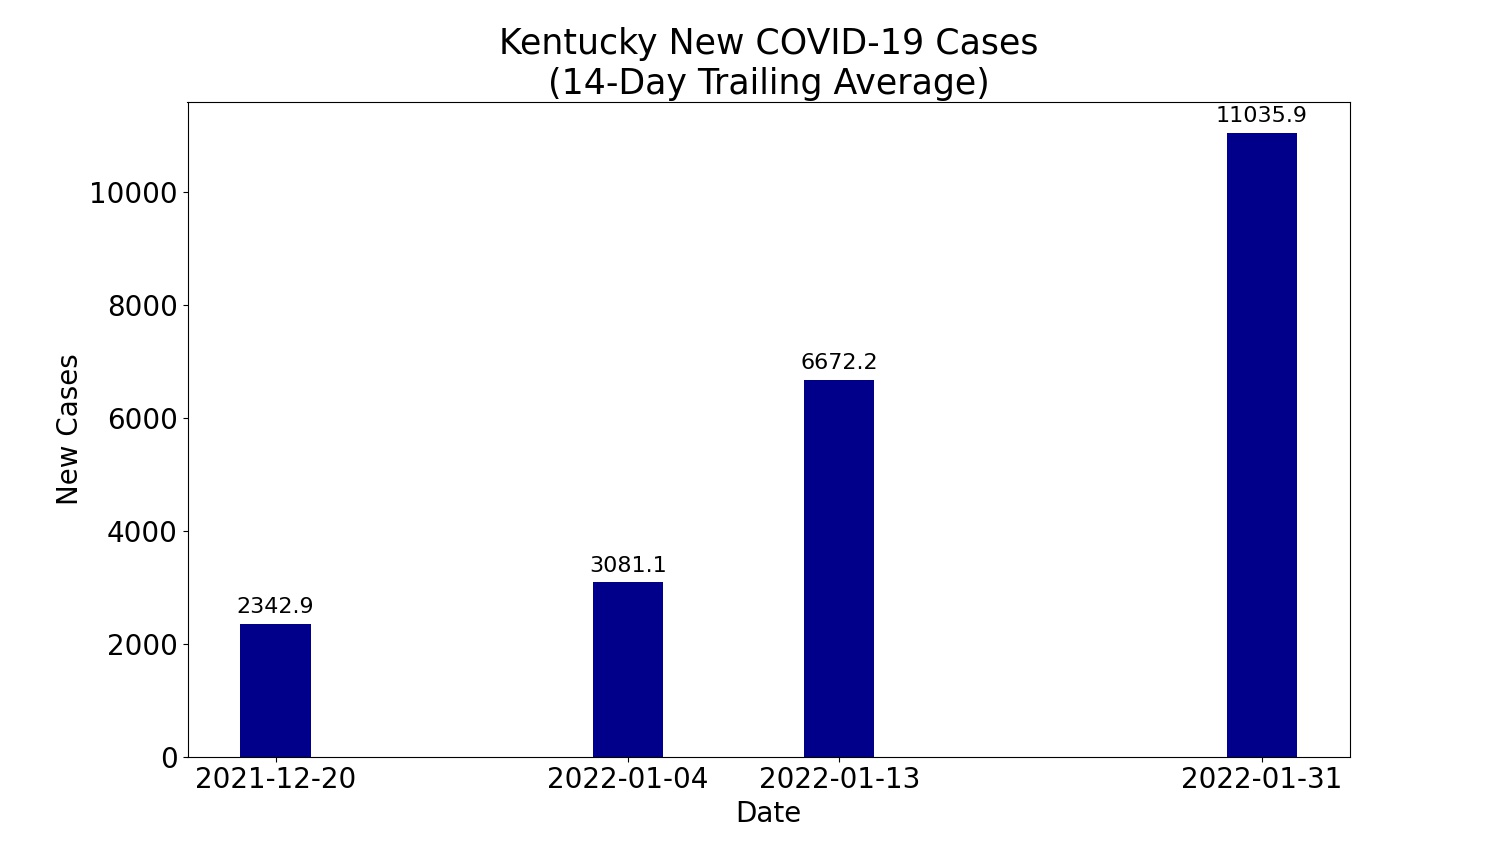 Kentucky New COVID-19 Cases
(14-Day Trailing Average)
11035.9
10000
8000
6672.2
6000
New Cases
4000
3081.1
2342.9
2000
0
2021-12-20 2022-01-04 2022-01-13 2022-01-31
Date